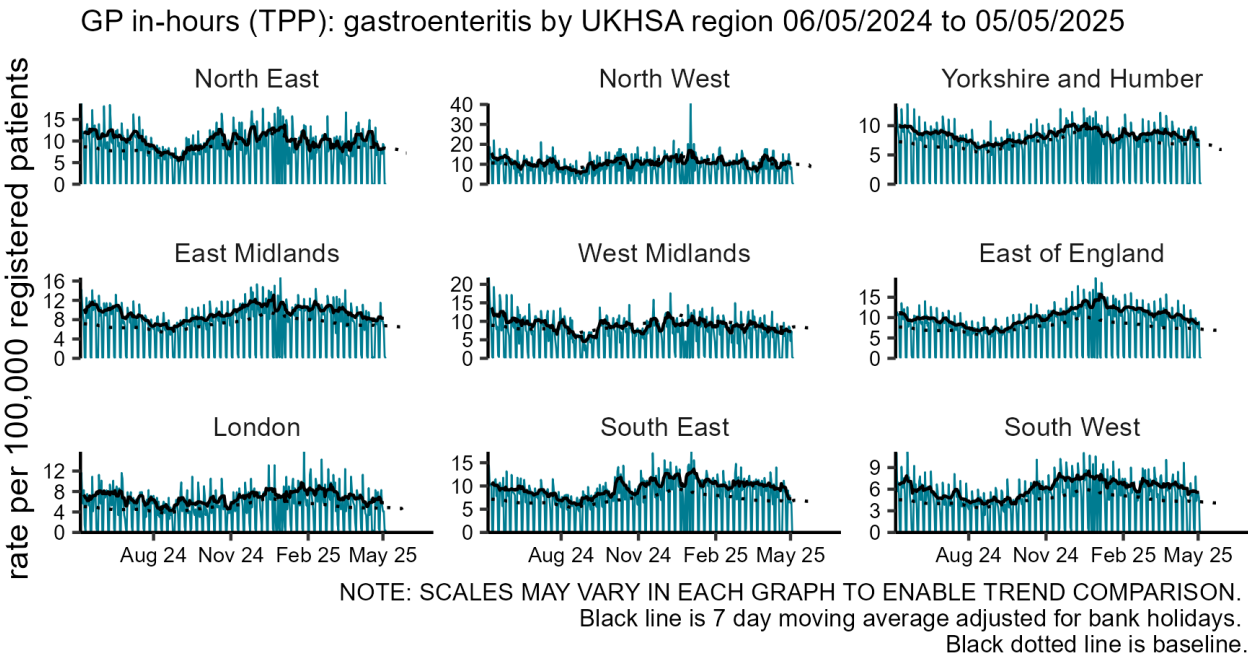 GP in-hours (TPP): gastroenteritis by UKHSA region 06/05/2024 to 05/05/2025
rate per 100,000 registered patients
North East
15
10
5
0
North West
40
30
20
10
0
Yorkshire and Humber
10
5
0
East Midlands
16
12
8
4
0
West Midlands
20
15
10
5
0
East of England
15
10
5
0
London
12
8
4
0
Aug 24 Nov 24 Feb 25 May 25
South East
15
10
5
0
Aug 24 Nov 24 Feb 25 May 25
South West
9
6
3
0
Aug 24 Nov 24 Feb 25 May 25
NOTE: SCALES MAY VARY IN EACH GRAPH TO ENABLE TREND COMPARISON.
Black line is 7 day moving average adjusted for bank holidays.
Black dotted line is baseline.